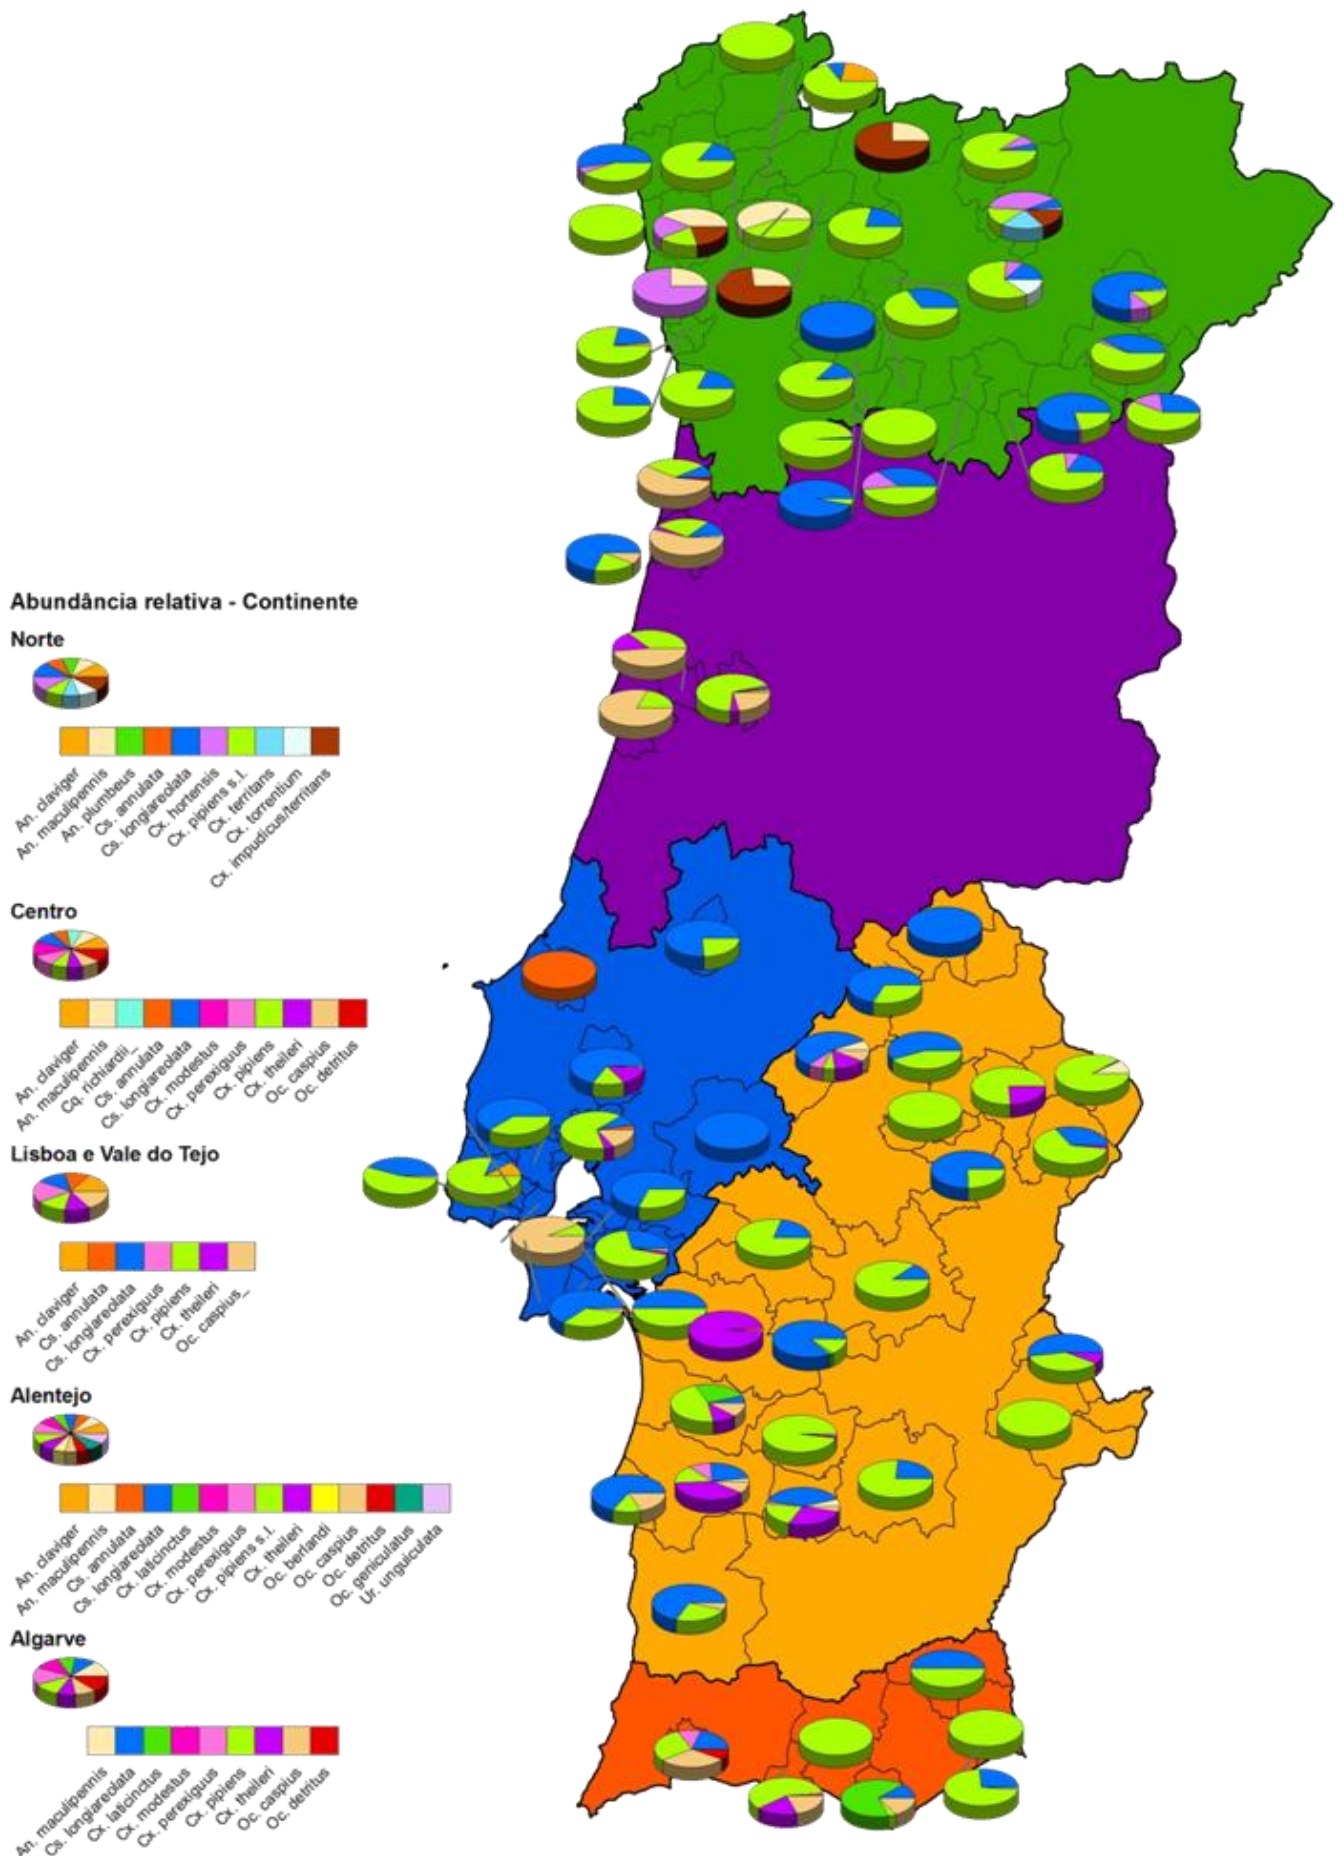 Abundância relativa - Continente
Norte
An. claviger
An. maculipennis
An. plumbeus
Cs. annulata
Cs. longiareolata
Cx. hortensis
Cx. pipiens s.l.
Cx. territans
Cx. torrentium
Cx. impudicus/territans
Centro
An. claviger
An. maculipennis
Cq. richiardii_
Cs. annulata
Cs. longiareolata
Cx. modestus
Cx. perexiguus
Cx. pipiens
Cx. theileri
Oc. caspius
Oc. detritus
Lisboa e Vale do Tejo
An. claviger
Cs. annulata
Cs. longiareolata
Cx. perexiguus
Cx. pipiens
Cx. theileri
Oc. caspius_
Alentejo
An. claviger
An. maculipennis
Cs. annulata
Cs. longiareolata
Cx. laticinctus
Cx. modestus
Cx. perexiguus
Cx. pipiens s.l.
Cx. theileri
Oc. berlandi
Oc. caspius
Oc. detritus
Oc. geniculatus
Ur. unguiculata
Algarve
An. maculipennis
Cs. longiareolata
Cx. laticinctus
Cx. modestus
Cx. perexiguus
Cx. pipiens
Cx. theileri
Oc. caspius
Oc. detritus